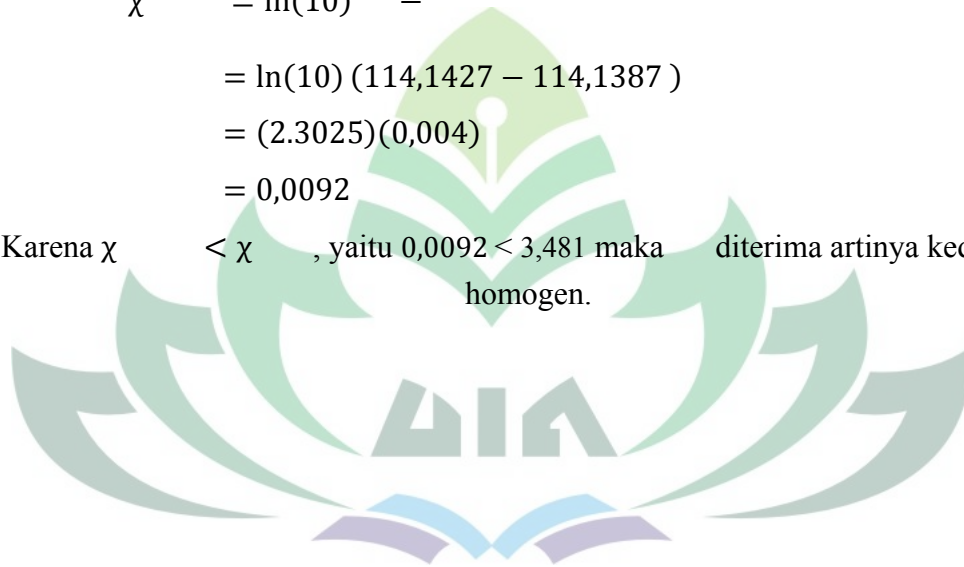 χ = ln(10) −
= ln(10) (114,1427 − 114,1387 )
= (2.3025)(0,004)
= 0,0092
Karena χ < χ , yaitu 0,0092 < 3,481 maka diterima artinya
homogen.
UIN